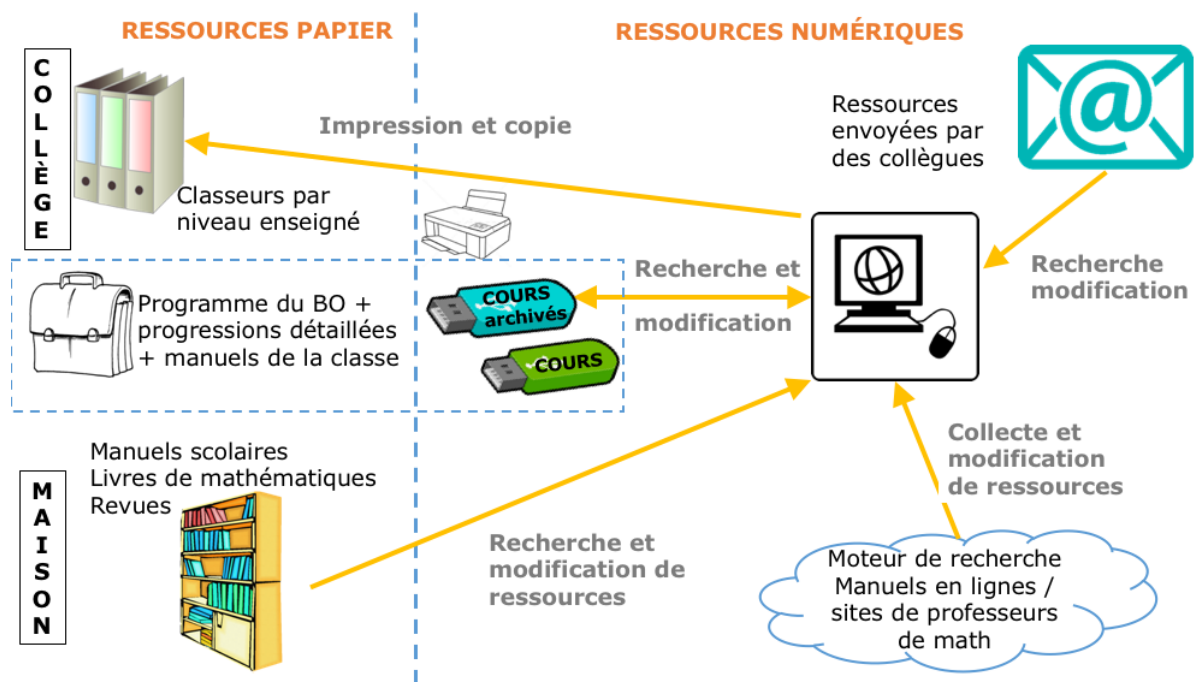 RESSOURCES PAPIER
RESSOURCES NUMÉRIQUES
COLLÈGE
Classeurs par
niveau enseigné
Impression et copie
Ressources
envoyées par
des collègues
@
Recherche
modification
Programme du BO +
progressions détaillées
+ manuels de la classe
COURS
archivés
COURS
Recherche et
modification
MAISON
Manuels scolaires
Livres de mathématiques
Revues
Recherche et
modification de
ressources
Collecte et
modification
de ressources
Moteur de recherche
Manuels en lignes /
sites de professeurs
de math